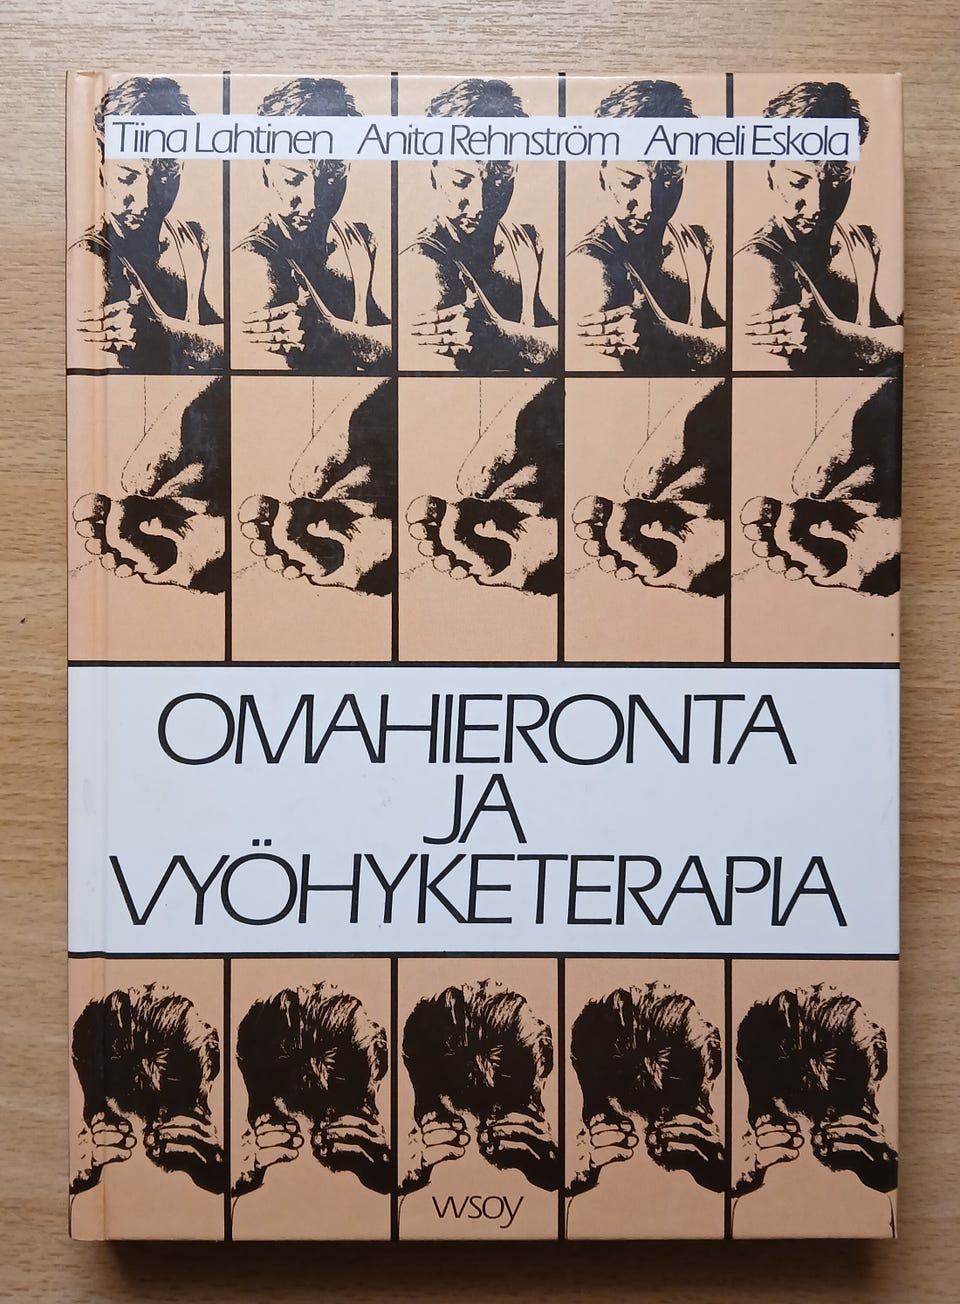 Tiina Lahtinen Anita Rehnström Anneli Eskola
OMAHIERONTA
JA
VYÖHYKETERAPIA
wsoy